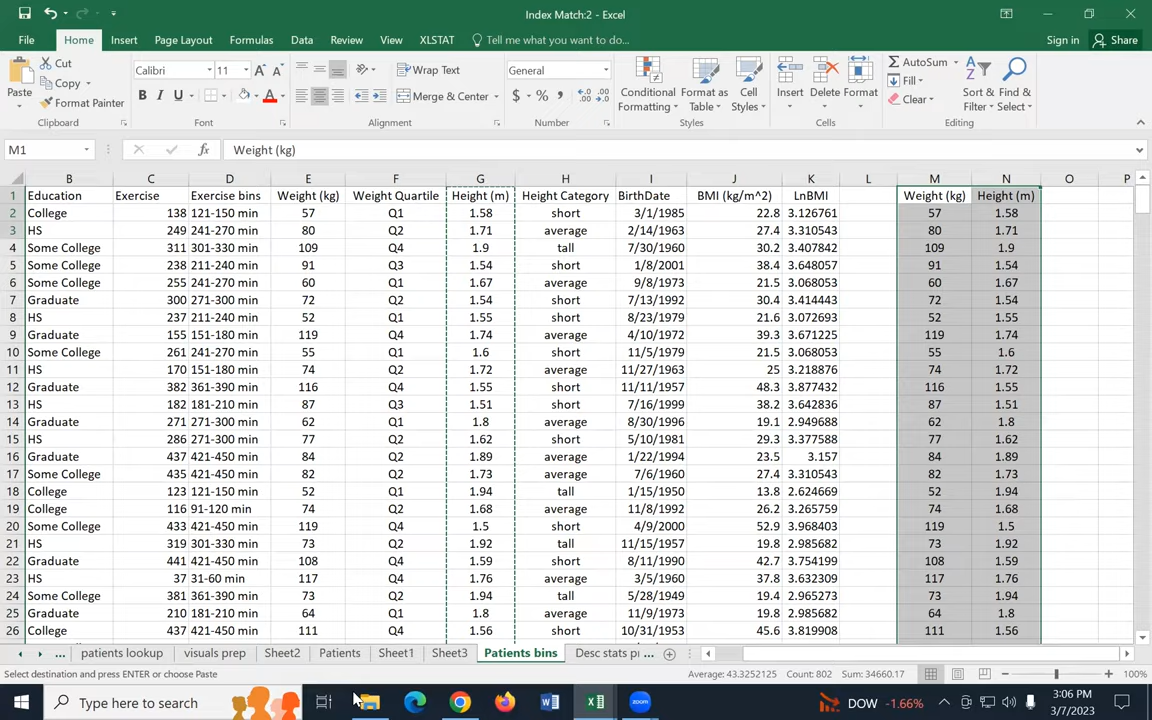 Index Match:2 - Excel
File Home Insert Page Layout Formulas Data Review View XLSTAT Tell me what you want to do... Sign in Share
Paste Cut Copy Format Painter Calibri 11 Wrap Text Merge & Center General Conditional Formatting Format as Table Cell Styles Insert Delete Format AutoSum Fill Clear Sort & Filter Find & Select
Clipboard Font Alignment Number Styles Cells Editing
M1 fx Weight (kg)
B C D E F G H I J K L M N O P
1 Education Exercise Exercise bins Weight (kg) Weight Quartile Height (m) Height Category BirthDate BMI (kg/m^2) LnBMI Weight (kg) Height (m)
2 College 138 121-150 min 57 Q1 1.58 short 3/1/1985 22.8 3.126761 57 1.58
3 HS 249 241-270 min 80 Q2 1.71 average 2/14/1963 27.4 3.310543 80 1.71
4 Some College 311 301-330 min 109 Q4 1.9 tall 7/30/1960 30.2 3.407842 109 1.9
5 Some College 238 211-240 min 91 Q3 1.54 short 1/8/2001 38.4 3.648057 91 1.54
6 Some College 255 241-270 min 60 Q1 1.67 average 9/8/1973 21.5 3.068053 60 1.67
7 Graduate 300 271-300 min 72 Q2 1.54 short 7/13/1992 30.4 3.414443 72 1.54
8 HS 237 211-240 min 52 Q1 1.55 short 8/23/1979 21.6 3.072693 52 1.55
9 Graduate 155 151-180 min 119 Q4 1.74 average 4/10/1972 39.3 3.671225 119 1.74
10 Some College 261 241-270 min 55 Q1 1.6 short 11/5/1979 21.5 3.068053 55 1.6
11 HS 170 151-180 min 74 Q2 1.72 average 11/27/1963 25 3.218876 74 1.72
12 Graduate 382 361-390 min 116 Q4 1.55 short 11/11/1957 48.3 3.877432 116 1.55
13 HS 182 181-210 min 87 Q3 1.51 short 7/16/1999 38.2 3.642836 87 1.51
14 Graduate 271 271-300 min 62 Q1 1.8 average 8/30/1996 19.1 2.949688 62 1.8
15 HS 286 271-300 min 77 Q2 1.62 short 5/10/1981 29.3 3.377588 77 1.62
16 Graduate 437 421-450 min 84 Q2 1.89 average 1/22/1994 23.5 3.157 84 1.89
17 Some College 435 421-450 min 82 Q2 1.73 average 7/6/1960 27.4 3.310543 82 1.73
18 College 123 121-150 min 52 Q1 1.94 tall 1/15/1950 13.8 2.624669 52 1.94
19 College 116 91-120 min 74 Q2 1.68 average 11/8/1992 26.2 3.265759 74 1.68
20 Some College 433 421-450 min 119 Q4 1.5 short 4/9/2000 52.9 3.968403 119 1.5
21 HS 319 301-330 min 73 Q2 1.92 tall 11/15/1957 19.8 2.985682 73 1.92
22 Graduate 441 421-450 min 108 Q4 1.59 short 8/11/1990 42.7 3.754199 108 1.59
23 HS 37 31-60 min 117 Q4 1.76 average 3/5/1960 37.8 3.632309 117 1.76
24 Some College 381 361-390 min 73 Q2 1.94 tall 5/28/1949 19.4 2.965273 73 1.94
25 Graduate 210 181-210 min 64 Q1 1.8 average 11/9/1973 19.8 2.985682 64 1.8
26 College 437 421-450 min 111 Q4 1.56 short 10/31/1953 45.6 3.819908 111 1.56
... patients lookup visuals prep Sheet2 Patients Sheet1 Sheet3 Patients bins Desc stats pi ...
Select destination and press ENTER or choose Paste Average: 43.3252125 Count: 802 Sum: 34660.17 100%
Type here to search zoom DOW -1.66% 3:06 PM
3/7/2023